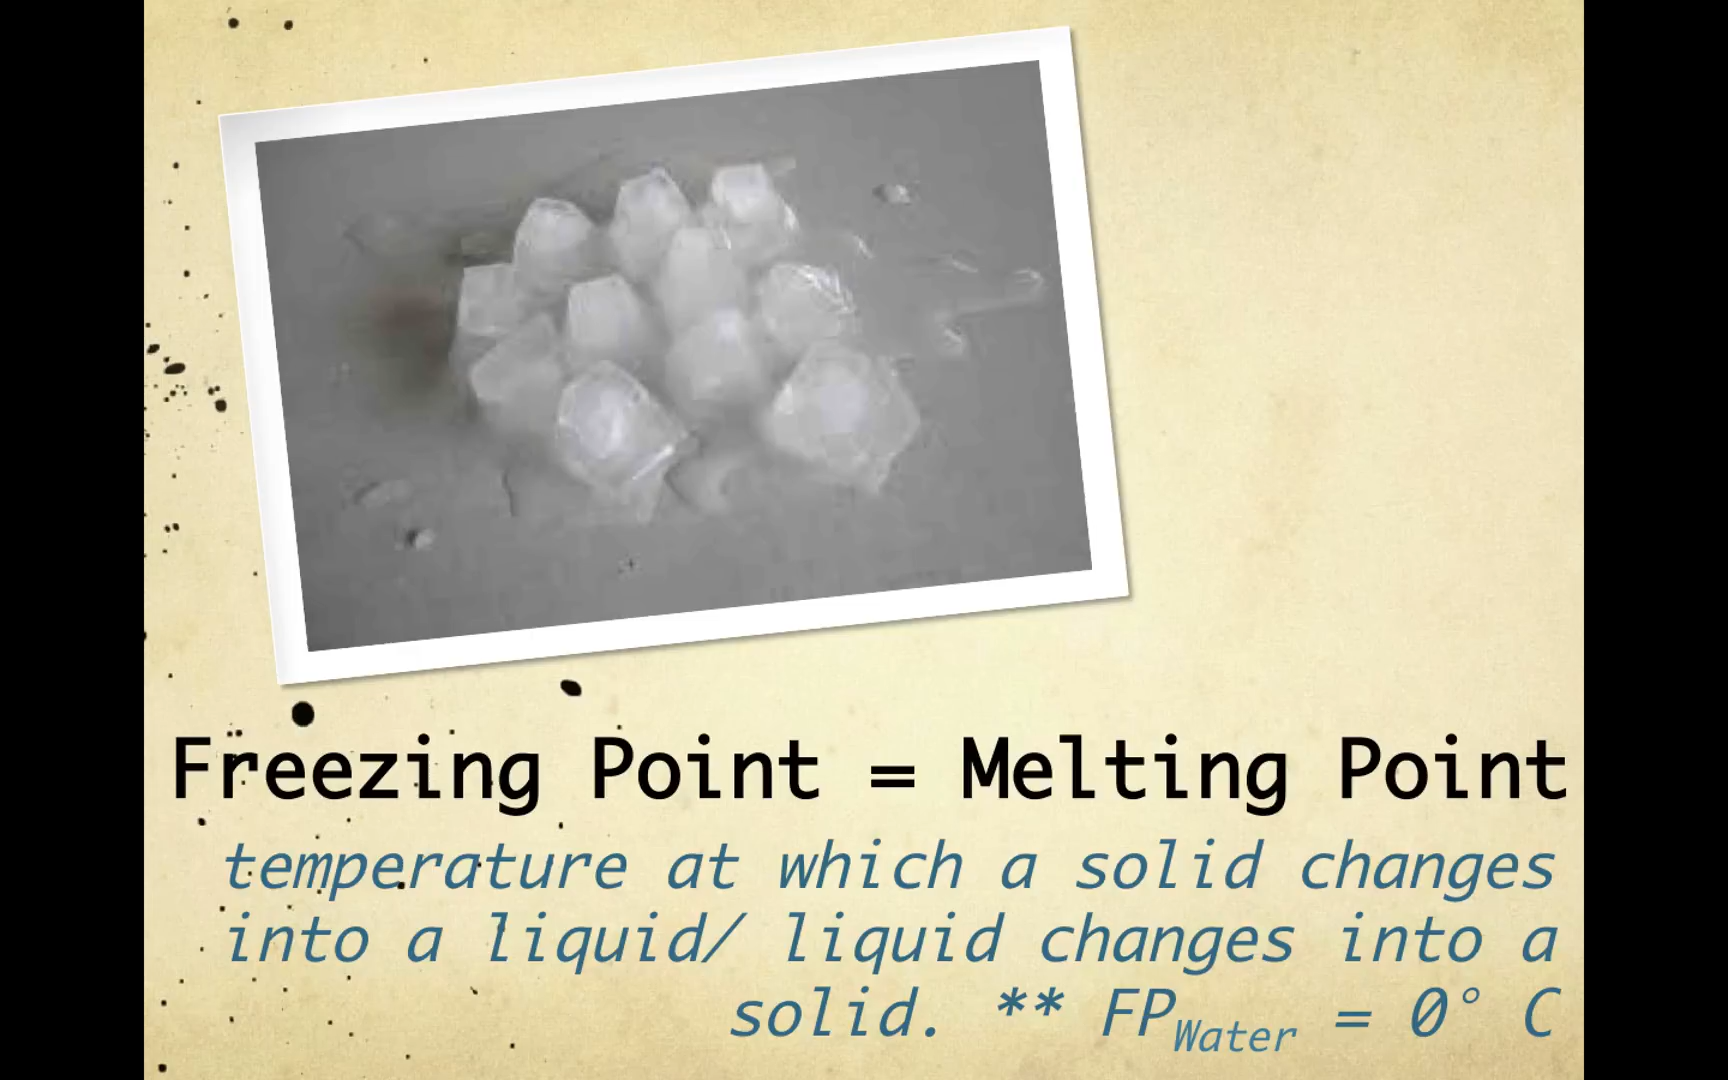 Freezing Point = Melting Point
temperature at which a solid changes
into a liquid/ liquid changes into a
solid. ** FPWater = 0° C